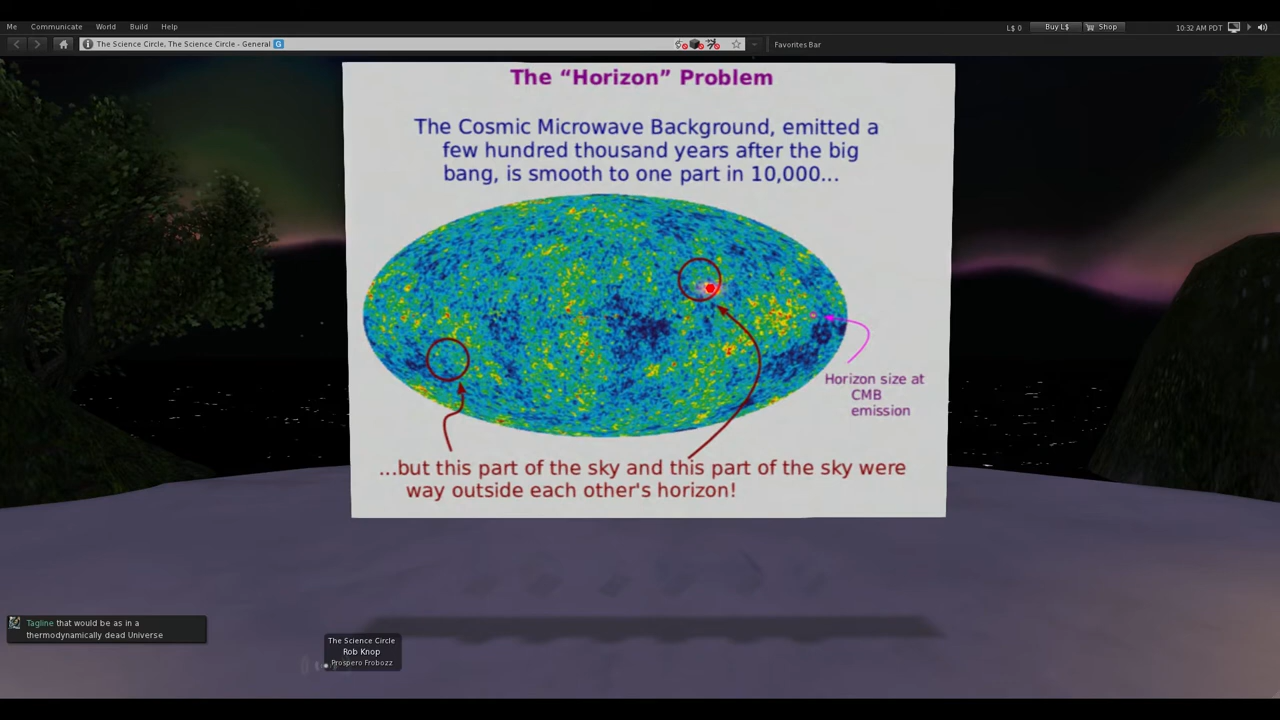 Me Communicate World Build Help
L$ 0 Buy L$ Shop 10:32 AM PDT
The Science Circle, The Science Circle - General G
Favorites Bar
The “Horizon” Problem
The Cosmic Microwave Background, emitted a
few hundred thousand years after the big
bang, is smooth to one part in 10,000...
Horizon size at
CMB
emission
...but this part of the sky and this part of the sky were
way outside each other's horizon!
Tagline that would be as in a
thermodynamically dead Universe
The Science Circle
Rob Knop
Prospero Frobozz